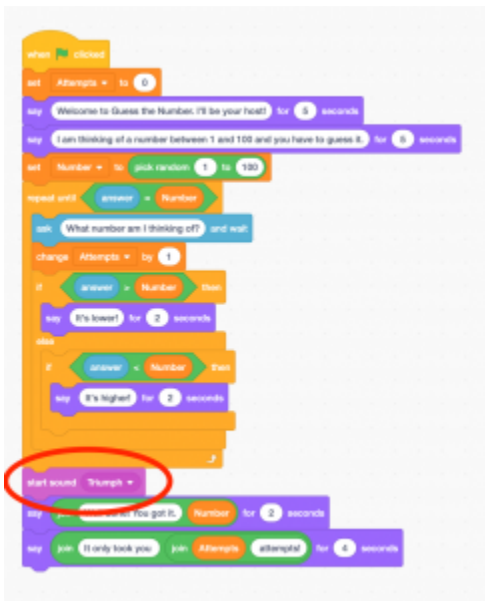 when clicked
set Attempts to 0
say Welcome to Guess the Number. I'll be your host! for 5 seconds
say I am thinking of a number between 1 and 100 and you have to guess it. for 5 seconds
set Number to pick random 1 to 100
repeat until answer = Number
ask What number am I thinking of? and wait
change Attempts by 1
if answer > Number then
say It's lower! for 2 seconds
else
if answer < Number then
say It's higher! for 2 seconds
start sound Triumph
say You got it. Number for 2 seconds
say join It only took you join Attempts attempts! for 4 seconds